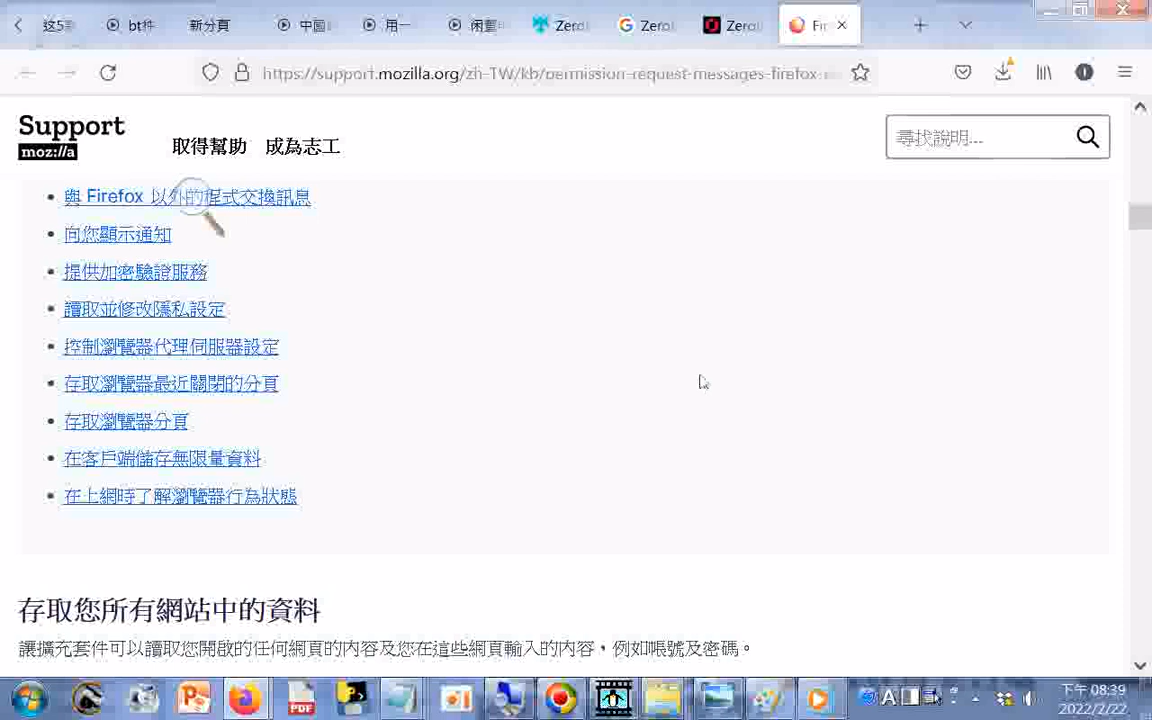 这5 bt种 新分頁 中國 用一 闲置 Zero Zero Zero Fir
https://support.mozilla.org/zh-TW/kb/permission-request-messages-firefox-
Support
moz://a
取得幫助 成為志工
尋找說明...
與 Firefox 以外的程式交換訊息
向您顯示通知
提供加密驗證服務
讀取並修改隱私設定
控制瀏覽器代理伺服器設定
存取瀏覽器最近關閉的分頁
存取瀏覽器分頁
在客戶端儲存無限量資料
在上網時了解瀏覽器行為狀態
存取您所有網站中的資料
讓擴充套件可以讀取您開啟的任何網頁的內容及您在這些網頁輸入的內容，例如帳號及密碼。
PDF
A
下午 08:39
2022/2/22